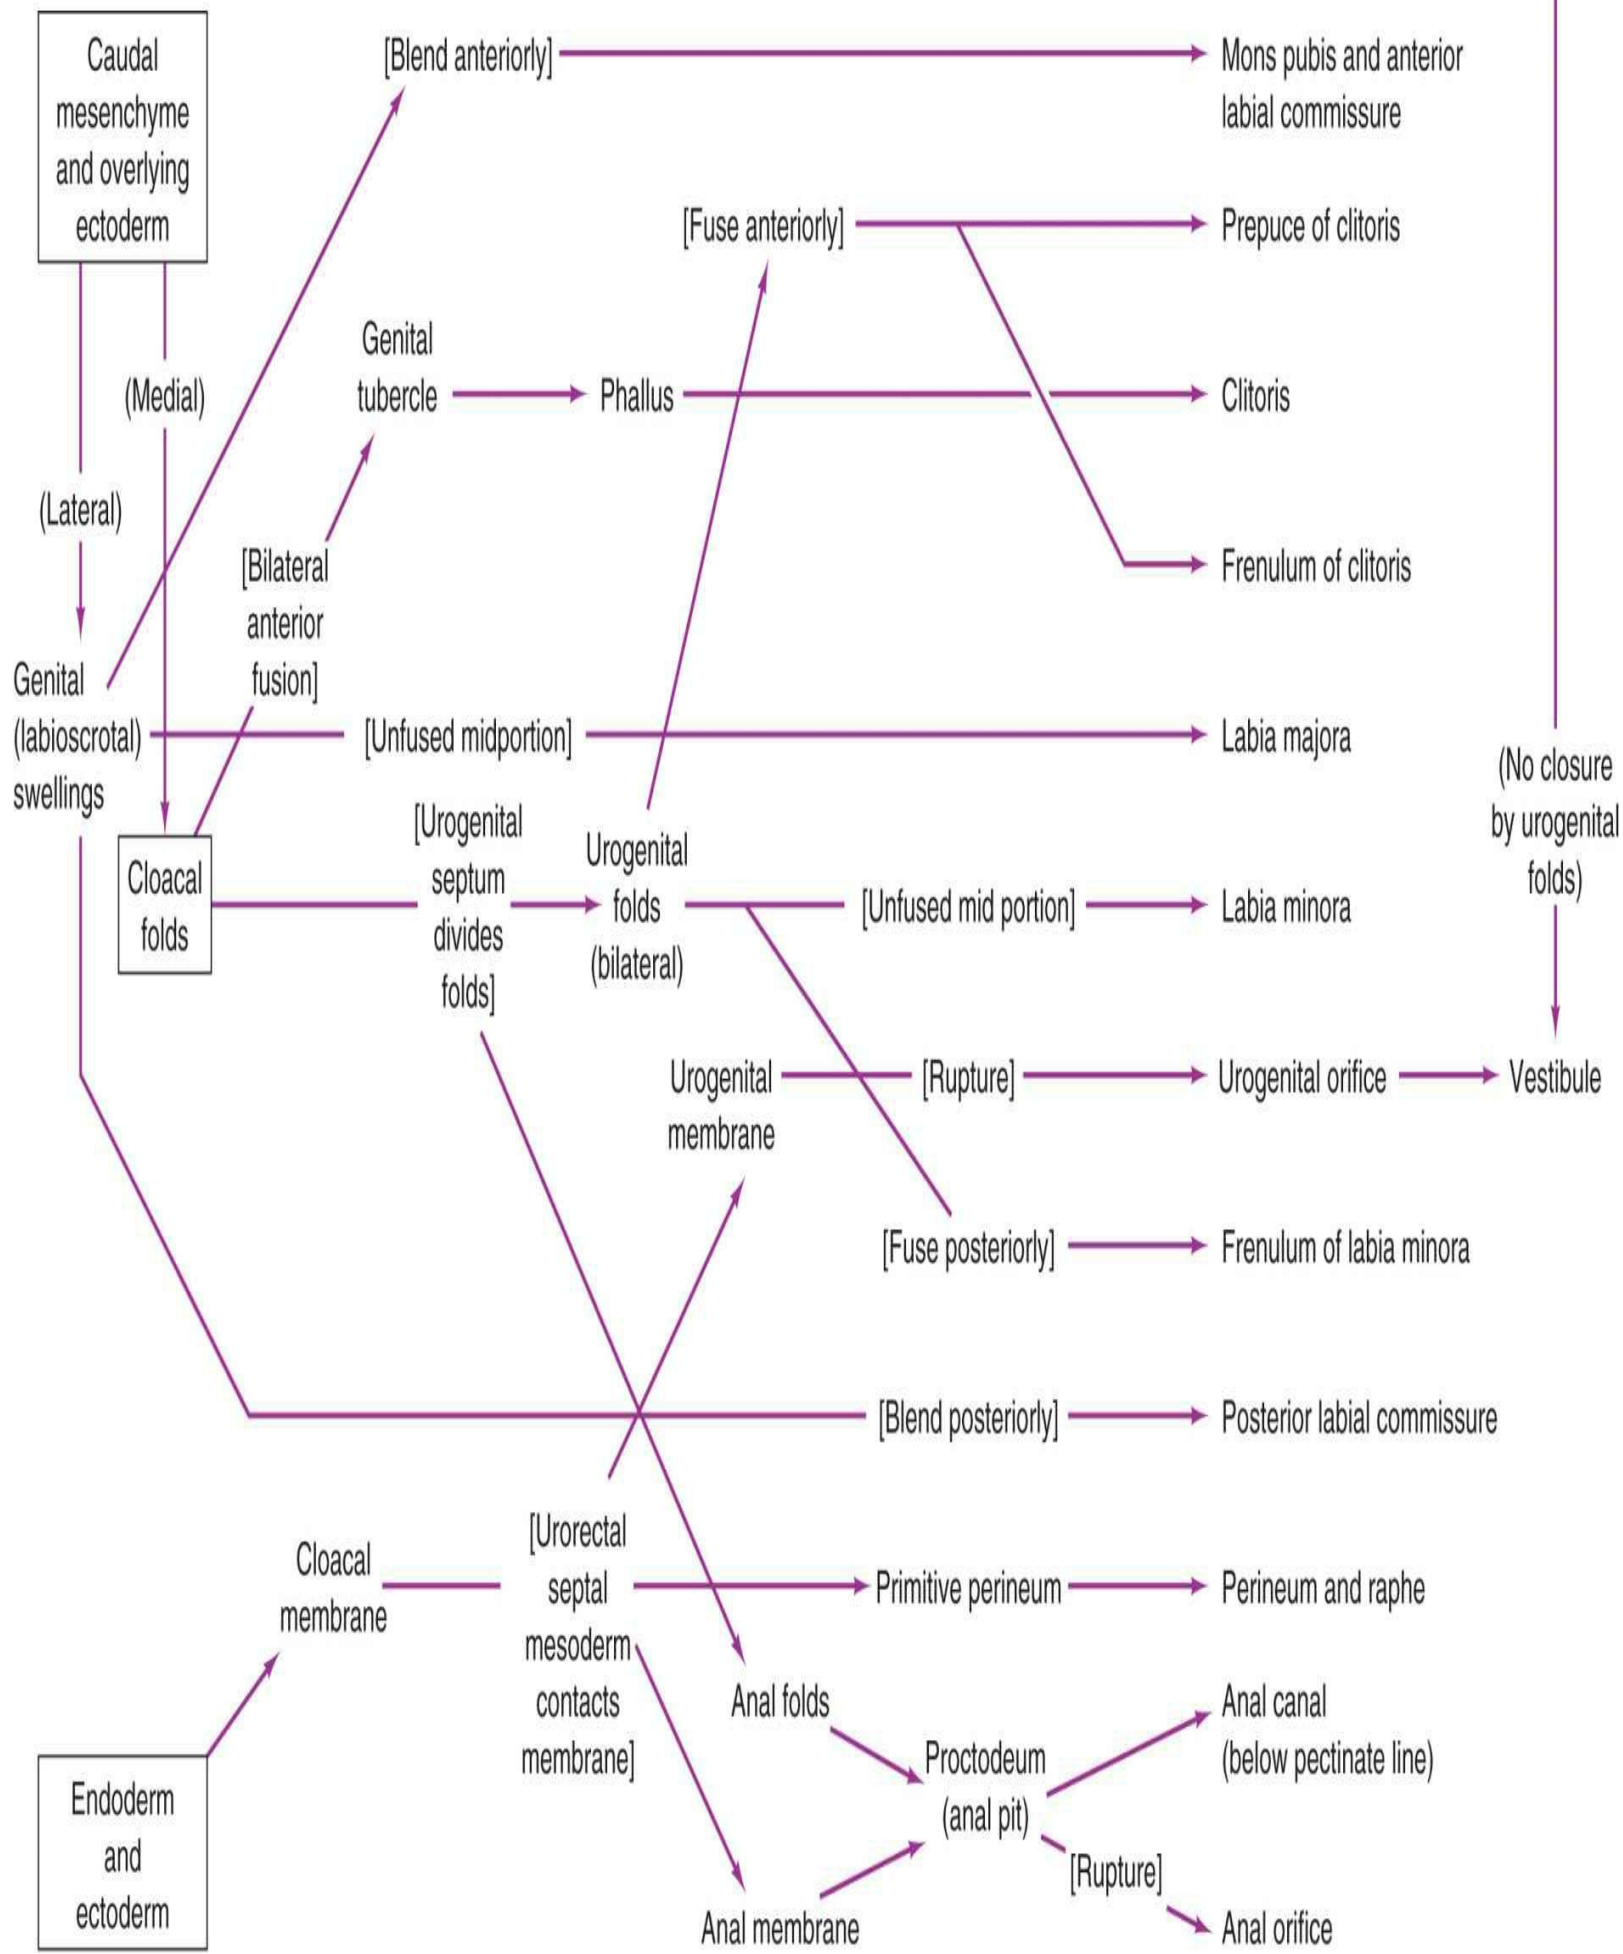 Caudal
mesenchyme
and overlying
ectoderm
[Blend anteriorly]
Mons pubis and anterior
labial commissure
[Fuse anteriorly]
Prepuce of clitoris
Genital
tubercle
Phallus
Clitoris
(Medial)
(Lateral)
[Bilateral
anterior
fusion]
Frenulum of clitoris
Genital
(labioscrotal)
swellings
[Unfused midportion]
Labia majora
(No closure
by urogenital
folds)
Cloacal
folds
[Urogenital
septum
divides
folds]
Urogenital
folds
(bilateral)
[Unfused mid portion]
Labia minora
Urogenital
membrane
[Rupture]
Urogenital orifice
Vestibule
[Fuse posteriorly]
Frenulum of labia minora
[Blend posteriorly]
Posterior labial commissure
Cloacal
membrane
[Urorectal
septal
mesoderm
contacts
membrane]
Primitive perineum
Perineum and raphe
Anal folds
Proctodeum
(anal pit)
Anal canal
(below pectinate line)
Endoderm
and
ectoderm
[Rupture]
Anal membrane
Anal orifice